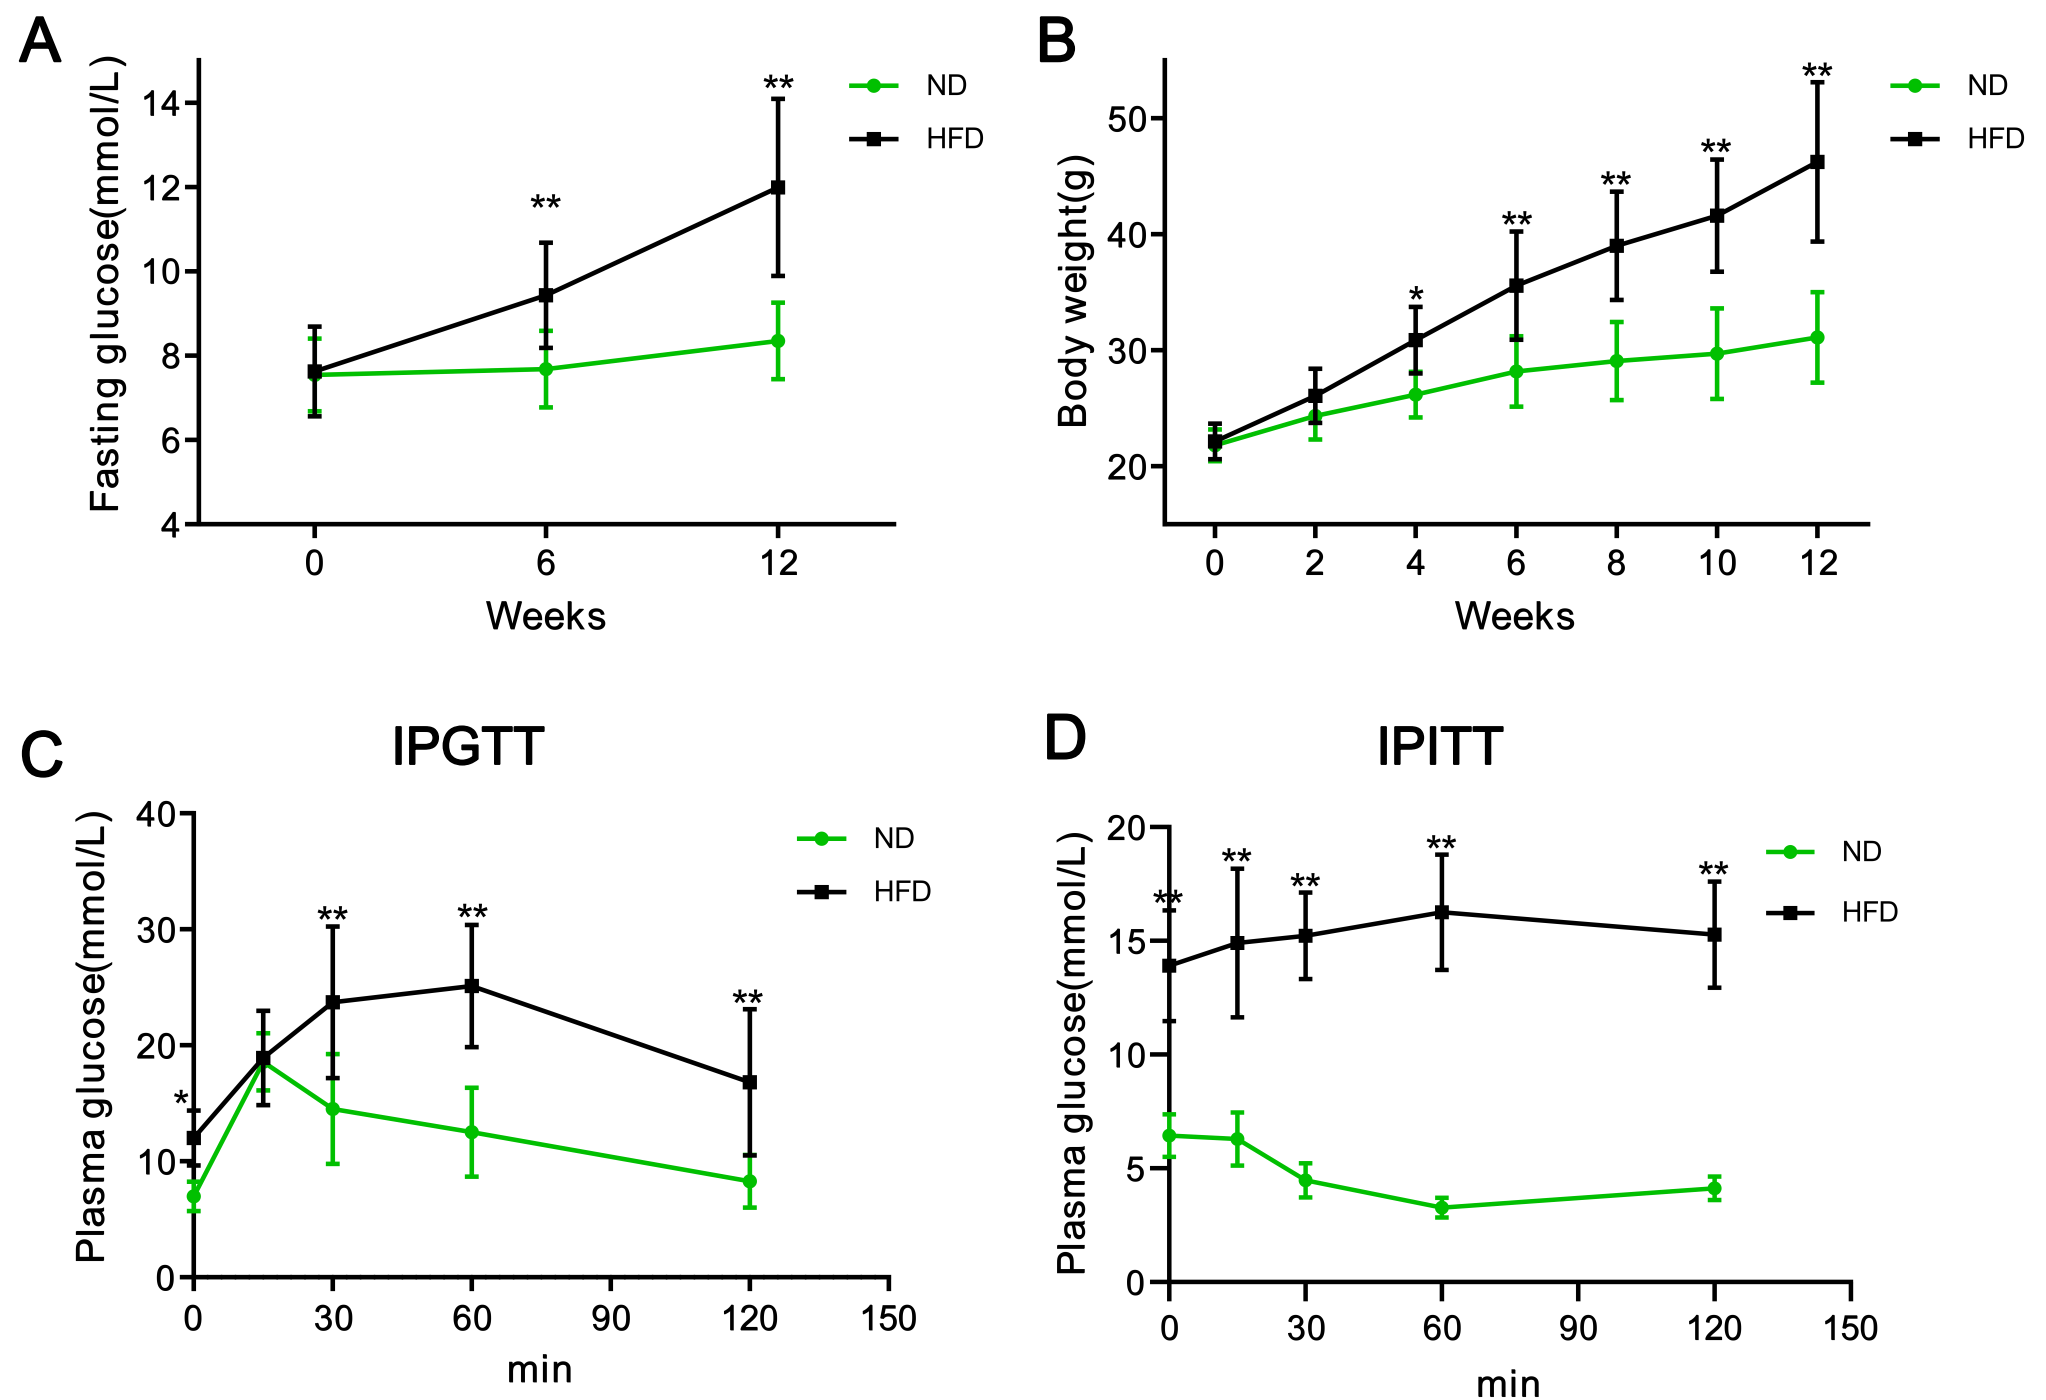 A
Fasting glucose(mmol/L)
14
12
10
8
6
4
0
6
12
Weeks
**
**
ND
HFD
B
Body weight(g)
50
40
30
20
0
2
4
6
8
10
12
Weeks
*
**
**
**
**
ND
HFD
C
IPGTT
Plasma glucose(mmol/L)
40
30
20
10
0
0
30
60
90
120
150
min
*
**
**
**
ND
HFD
D
IPITT
Plasma glucose(mmol/L)
20
15
10
5
0
0
30
60
90
120
150
min
**
**
**
**
**
ND
HFD